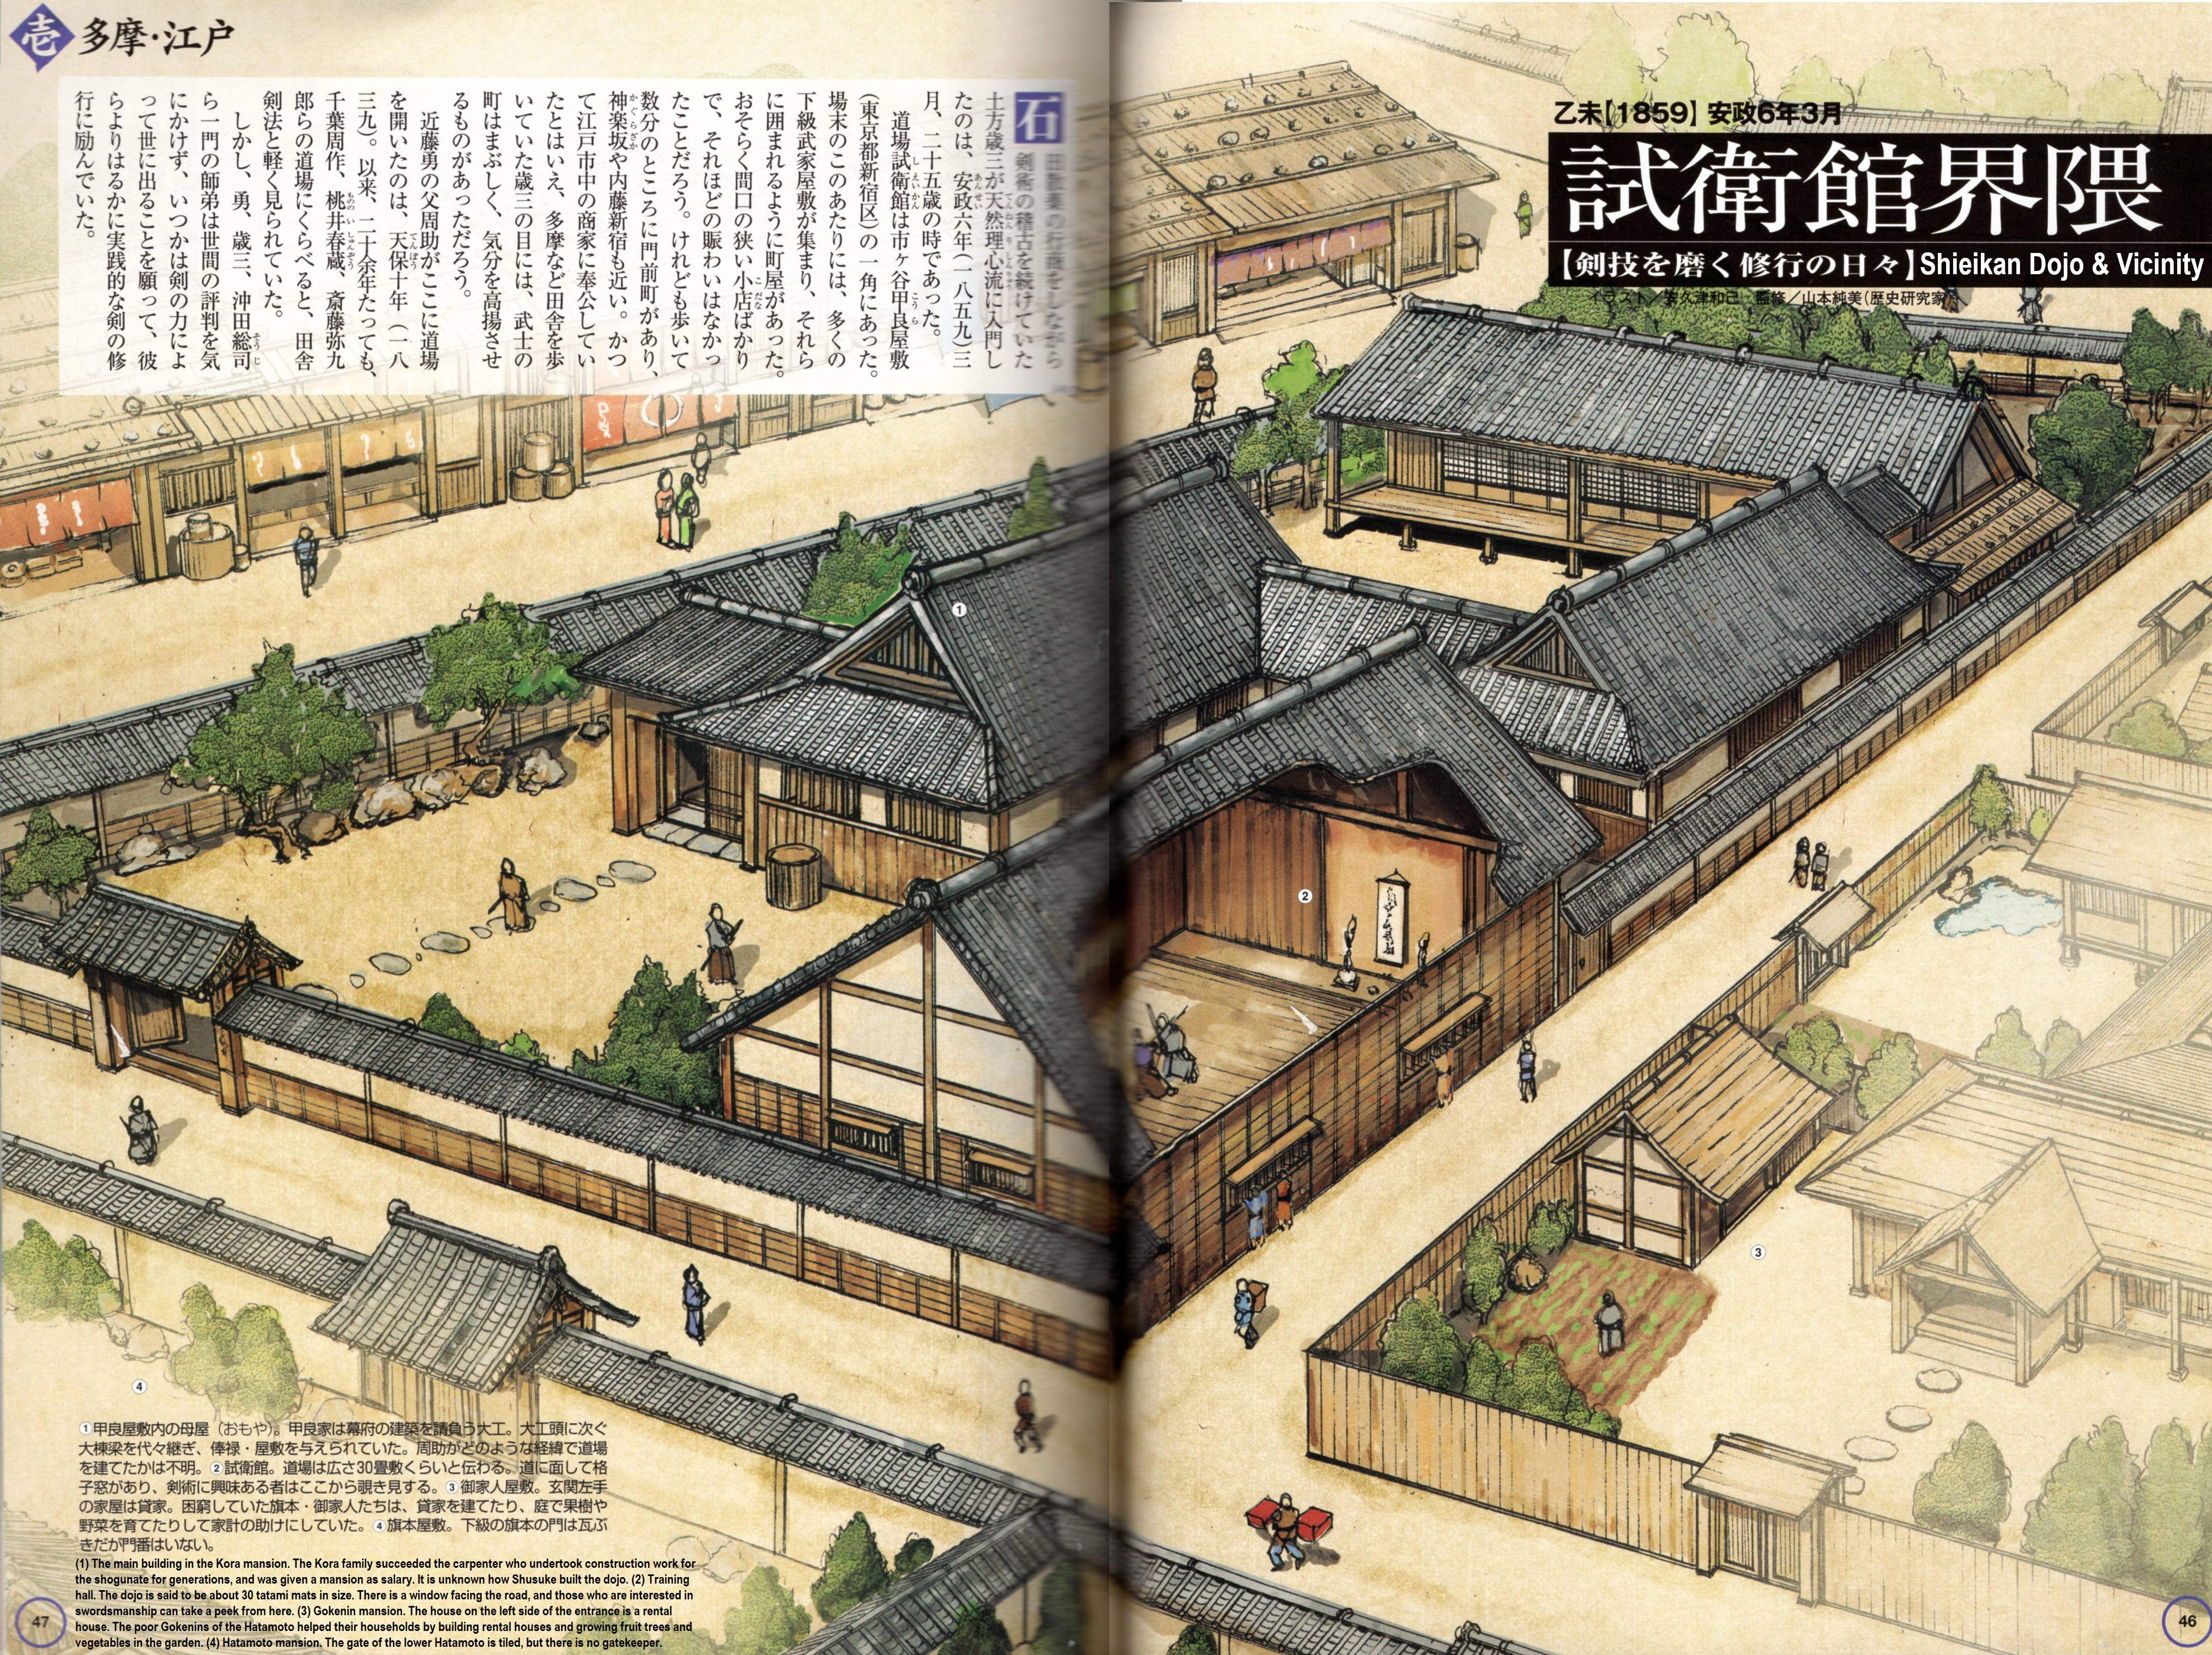 乙未【1859】安政6年3月
試衛館界隈
【剣技を磨く修行の日々】Shieikan Dojo & Vicinity
イラスト／安久津和巳 監修／山本純美(歴史研究家)
46
壱 多摩・江戸
石田散薬の行商をしながら
剣術の稽古を続けていた
土方歳三が天然理心流に入門し
たのは、安政六年(一八五九)三
月、二十五歳の時であった。
道場試衛館は市ヶ谷甲良屋敷
(東京都新宿区)の一角にあった。
場末のこのあたりには、多くの
下級武家屋敷が集まり、それら
に囲まれるように町屋があった。
おそらく間口の狭い小店ばかり
で、それほどの賑わいはなかっ
たことだろう。けれども歩いて
数分のところに門前町があり、
神楽坂や内藤新宿も近い。かつ
て江戸市中の商家に奉公してい
たとはいえ、多摩など田舎を歩
いていた歳三の目には、武士の
町はまぶしく、気分を高揚させ
るものがあっただろう。
近藤勇の父周助がここに道場
を開いたのは、天保十年(一八
三九)。以来、二十余年たっても、
千葉周作、桃井春蔵、斎藤弥九
郎らの道場にくらべると、田舎
剣法と軽く見られていた。
しかし、勇、歳三、沖田総司
ら一門の師弟は世間の評判を気
にかけず、いつかは剣の力によ
って世に出ることを願って、彼
らよりはるかに実践的な剣の修
行に励んでいた。
①
②
③
④
①甲良屋敷内の母屋(おもや)。甲良家は幕府の建築を請負う大工。大工頭に次ぐ
大棟梁を代々継ぎ、俸禄・屋敷を与えられていた。周助がどのような経緯で道場
を建てたかは不明。②試衛館。道場は広さ30畳敷くらいと伝わる。道に面して格
子窓があり、剣術に興味ある者はここから覗き見する。③御家人屋敷。玄関左手
の家屋は貸家。困窮していた旗本・御家人たちは、貸家を建てたり、庭で果樹や
野菜を育てたりして家計の助けにしていた。④旗本屋敷。下級の旗本の門は瓦ぶ
きだが門番はいない。
(1) The main building in the Kora mansion. The Kora family succeeded the carpenter who undertook construction work for
the shogunate for generations, and was given a mansion as salary. It is unknown how Shusuke built the dojo. (2) Training
hall. The dojo is said to be about 30 tatami mats in size. There is a window facing the road, and those who are interested in
swordsmanship can take a peek from here. (3) Gokenin mansion. The house on the left side of the entrance is a rental
house. The poor Gokenins of the Hatamoto helped their households by building rental houses and growing fruit trees and
vegetables in the garden. (4) Hatamoto mansion. The gate of the lower Hatamoto is tiled, but there is no gatekeeper.
47